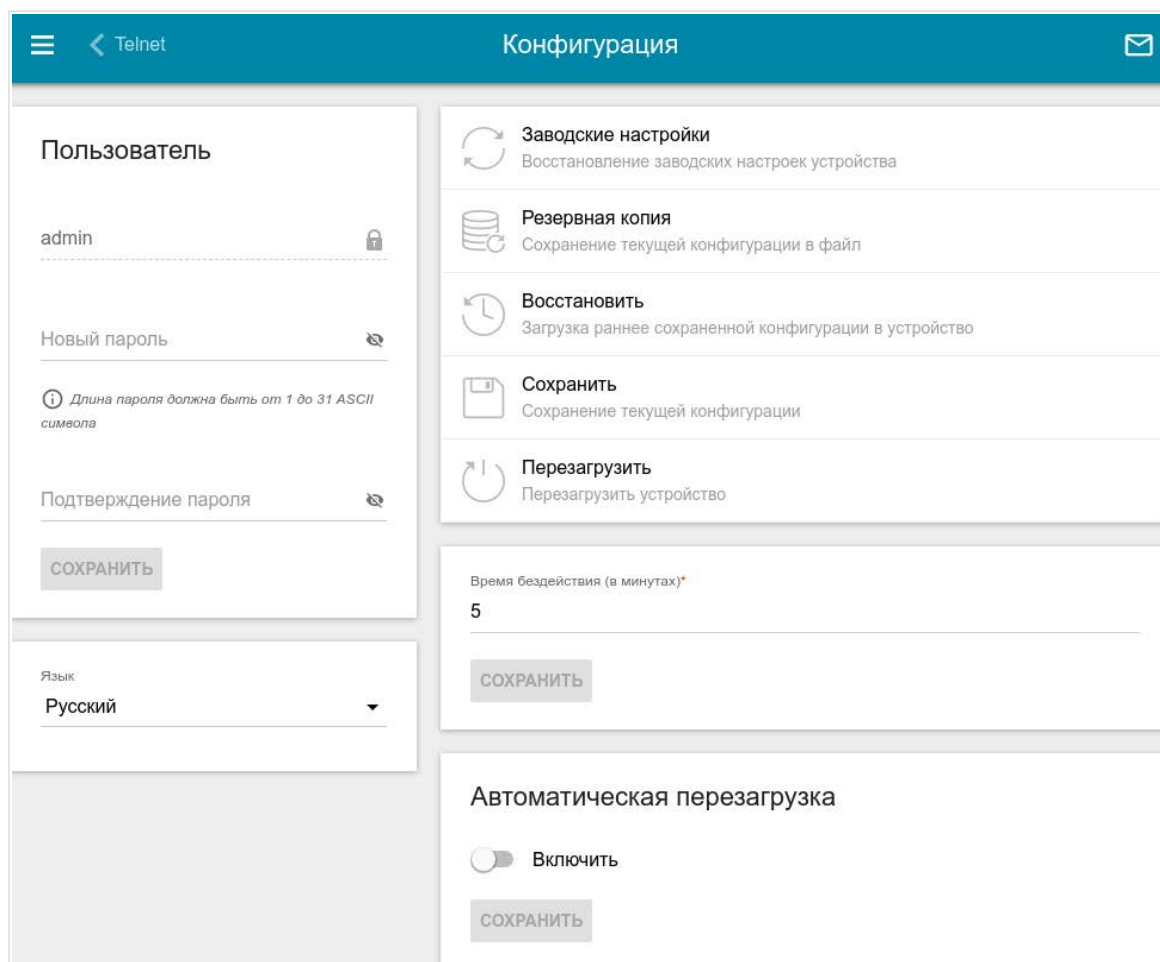 Telnet
Конфигурация
Пользователь
admin
Новый пароль
Длина пароля должна быть от 1 до 31 ASCII
символа
Подтверждение пароля
СОХРАНИТЬ
Язык
Русский
Заводские настройки
Восстановление заводских настроек устройства
Резервная копия
Сохранение текущей конфигурации в файл
Восстановить
Загрузка раннее сохраненной конфигурации в устройство
Сохранить
Сохранение текущей конфигурации
Перезагрузить
Перезагрузить устройство
Время бездействия (в минутах)*
5
СОХРАНИТЬ
Автоматическая перезагрузка
Включить
СОХРАНИТЬ